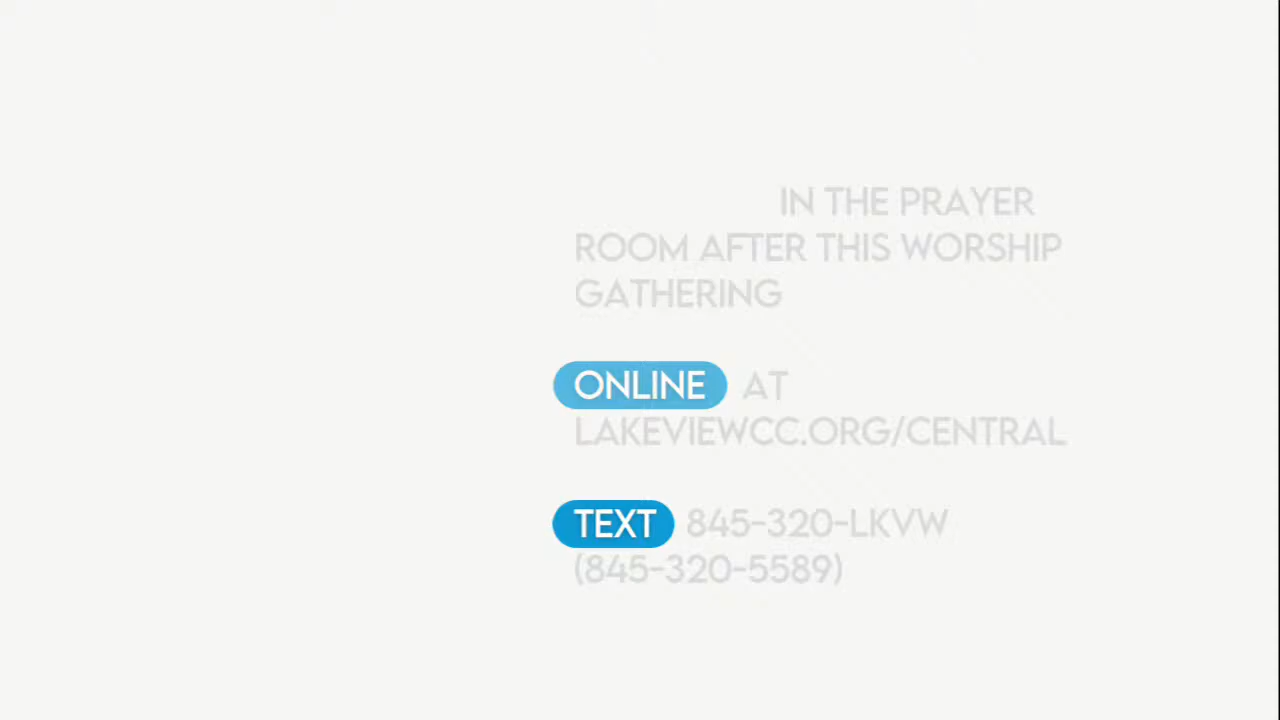 IN THE PRAYER
ROOM AFTER THIS WORSHIP
GATHERING
ONLINE AT
LAKEVIEWCC.ORG/CENTRAL
TEXT 845-320-LKVW
(845-320-5589)